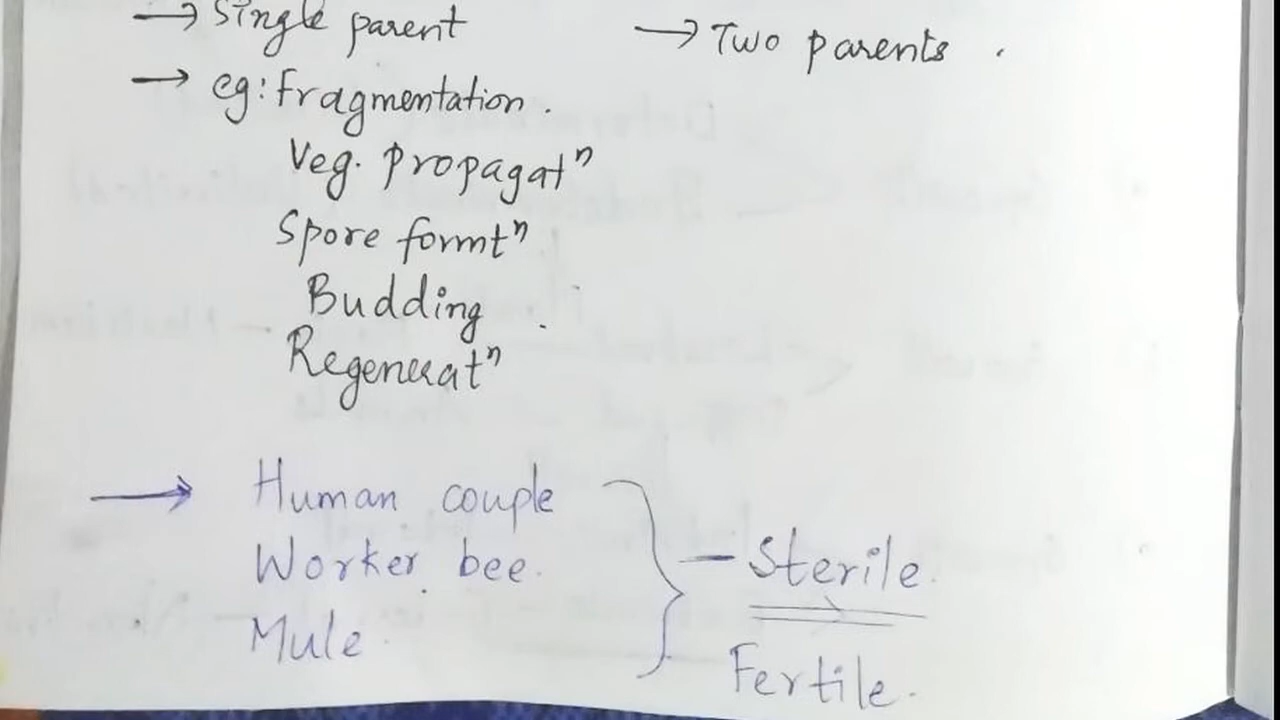 → Single parent → Two parents .
→ eg: fragmentation .
Veg. propagatⁿ
Spore formtⁿ
Budding
Regeneratⁿ
→ Human couple
Worker bee.
Mule
– Sterile.
Fertile.